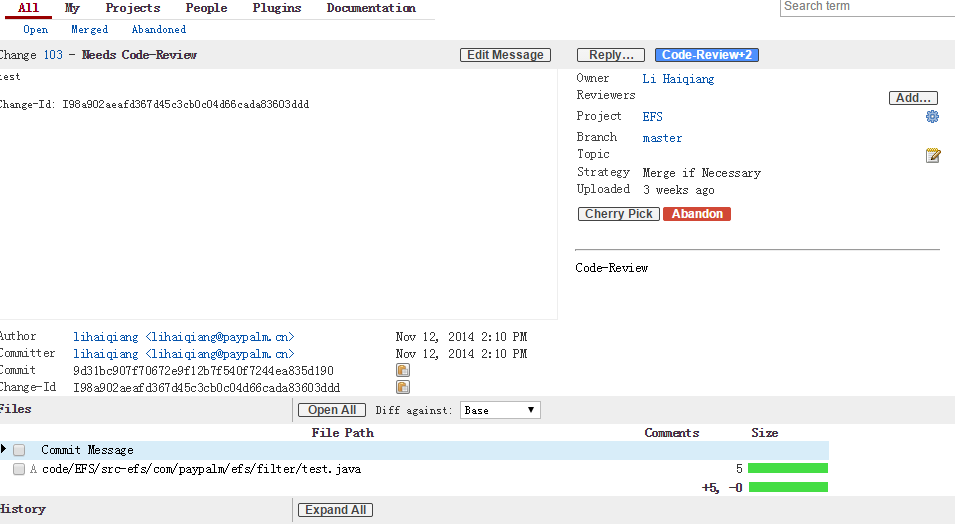 All My Projects People Plugins Documentation
Search term
Open Merged Abandoned
Change 103 - Needs Code-Review
Edit Message
Reply…
Code-Review+2
test
Change-Id: I98a902aeafd367d45c3cb0c04d66cada83603ddd
Owner Li Haiqiang
Reviewers
Add…
Project EFS
Branch master
Topic
Strategy Merge if Necessary
Uploaded 3 weeks ago
Cherry Pick Abandon
Code-Review
Author lihaiqiang <lihaiqiang@paypalm.cn> Nov 12, 2014 2:10 PM
Committer lihaiqiang <lihaiqiang@paypalm.cn> Nov 12, 2014 2:10 PM
Commit 9d31bc907f70672e9f12b7f540f7244ea835d190
Change-Id I98a902aeafd367d45c3cb0c04d66cada83603ddd
Files
Open All Diff against: Base
File Path Comments Size
Commit Message
A code/EFS/src-efs/com/paypalm/efs/filter/test.java 5
+5, -0
History
Expand All